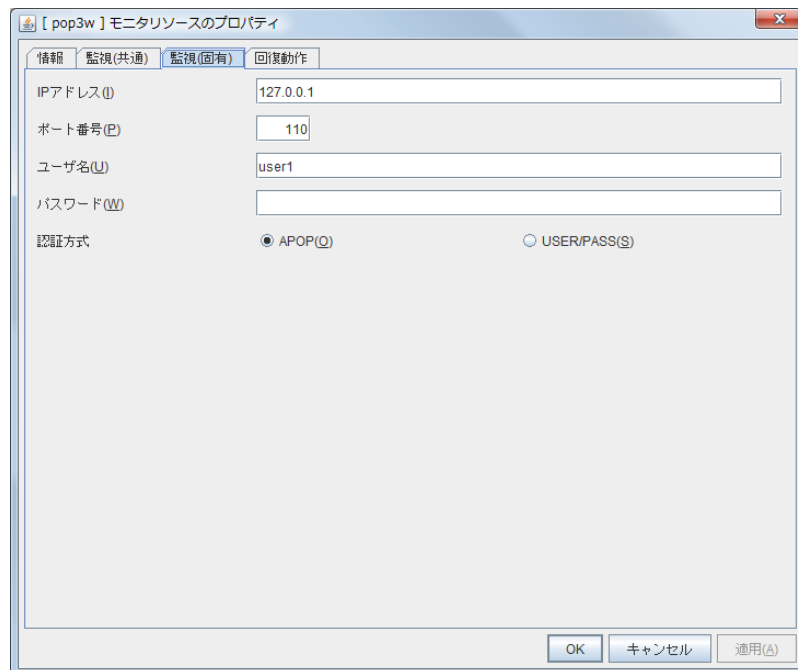 [ pop3w ] モニタリソースのプロパティ
情報 監視(共通) 監視(固有) 回復動作
IPアドレス(I) 127.0.0.1
ポート番号(P) 110
ユーザ名(U) user1
パスワード(W)
認証方式 APOP(O) USER/PASS(S)
OK キャンセル 適用(A)